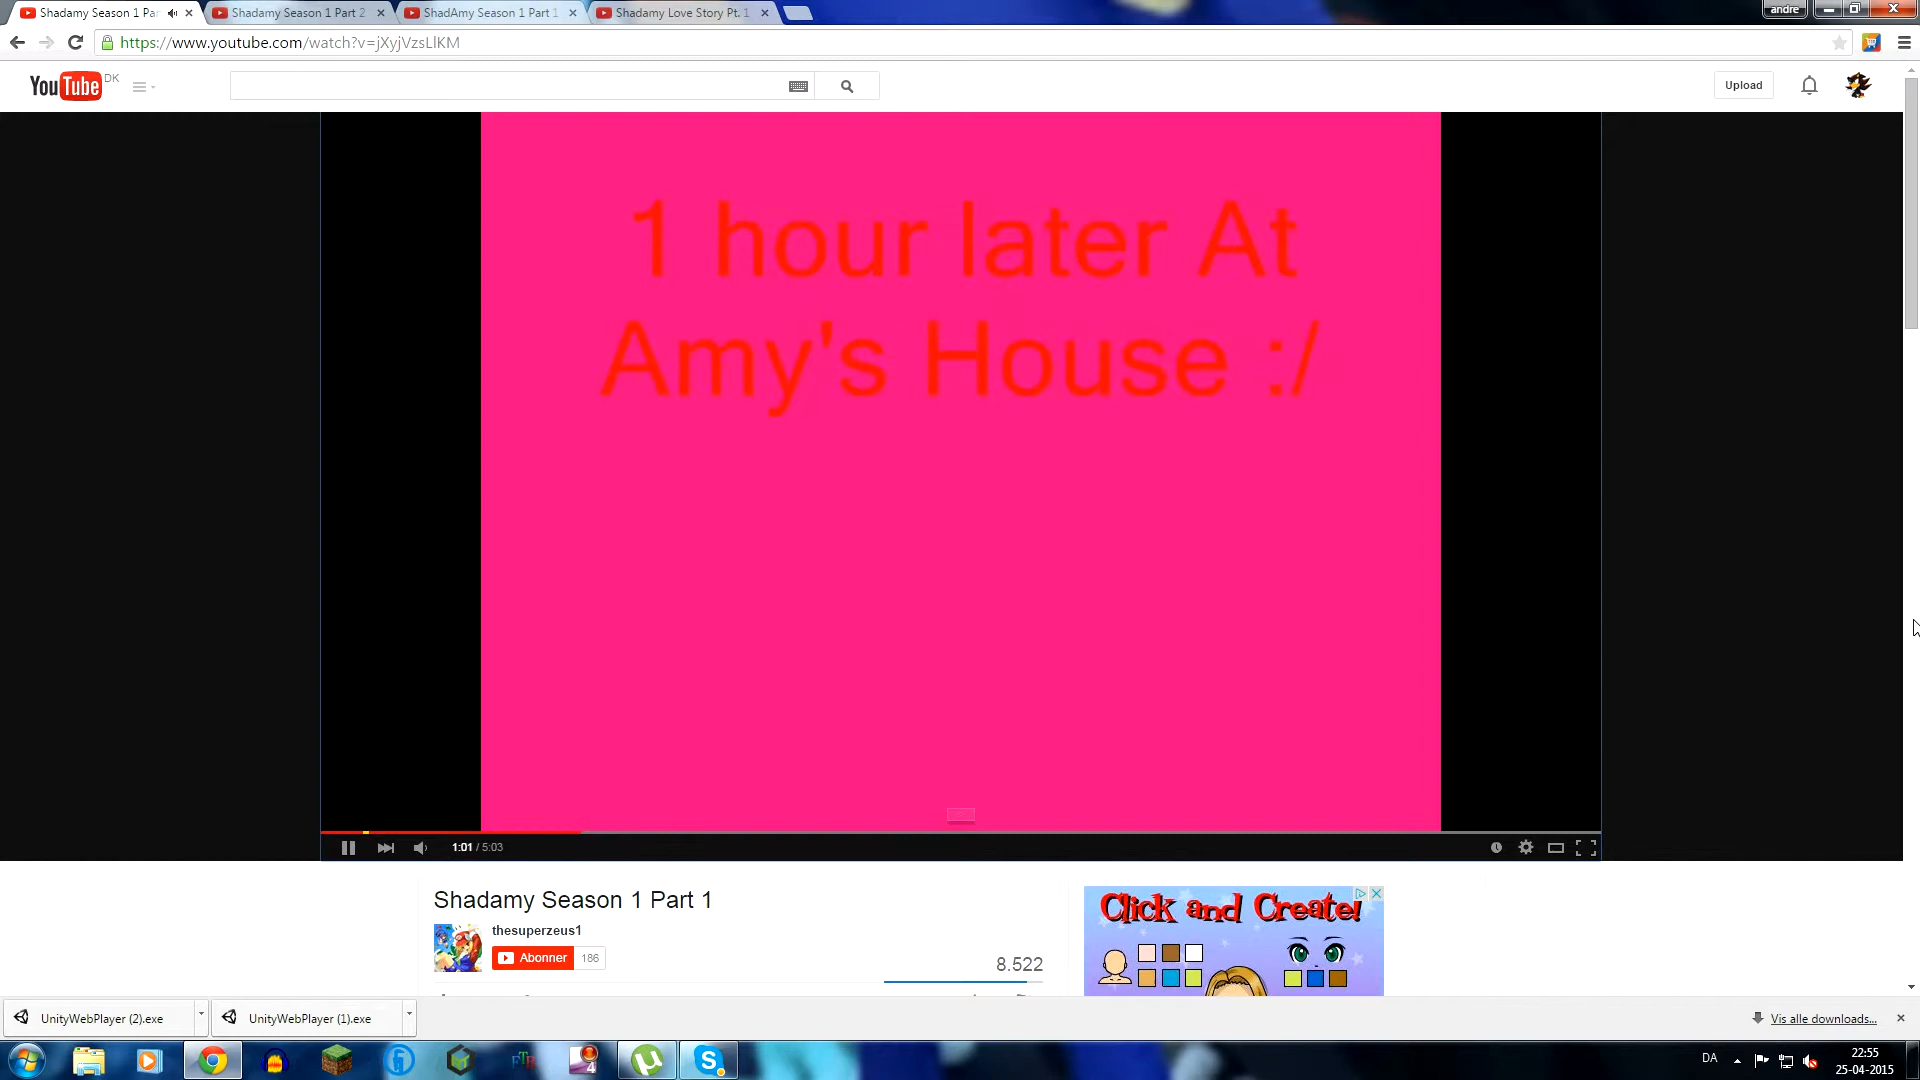 Shadamy Season 1 Pa
Shadamy Season 1 Part 2
ShadAmy Season 1 Part 1
Shadamy Love Story Pt. 1
andre
https://www.youtube.com/watch?v=jXyjVzsLlKM
YouTube DK
Upload
1 hour later At
Amy's House :/
1:01 / 5:03
Shadamy Season 1 Part 1
thesuperzeus1
Abonner 186
8.522
Click and Create!
UnityWebPlayer (2).exe
UnityWebPlayer (1).exe
Vis alle downloads...
FTB
4
DA
22:55
25-04-2015